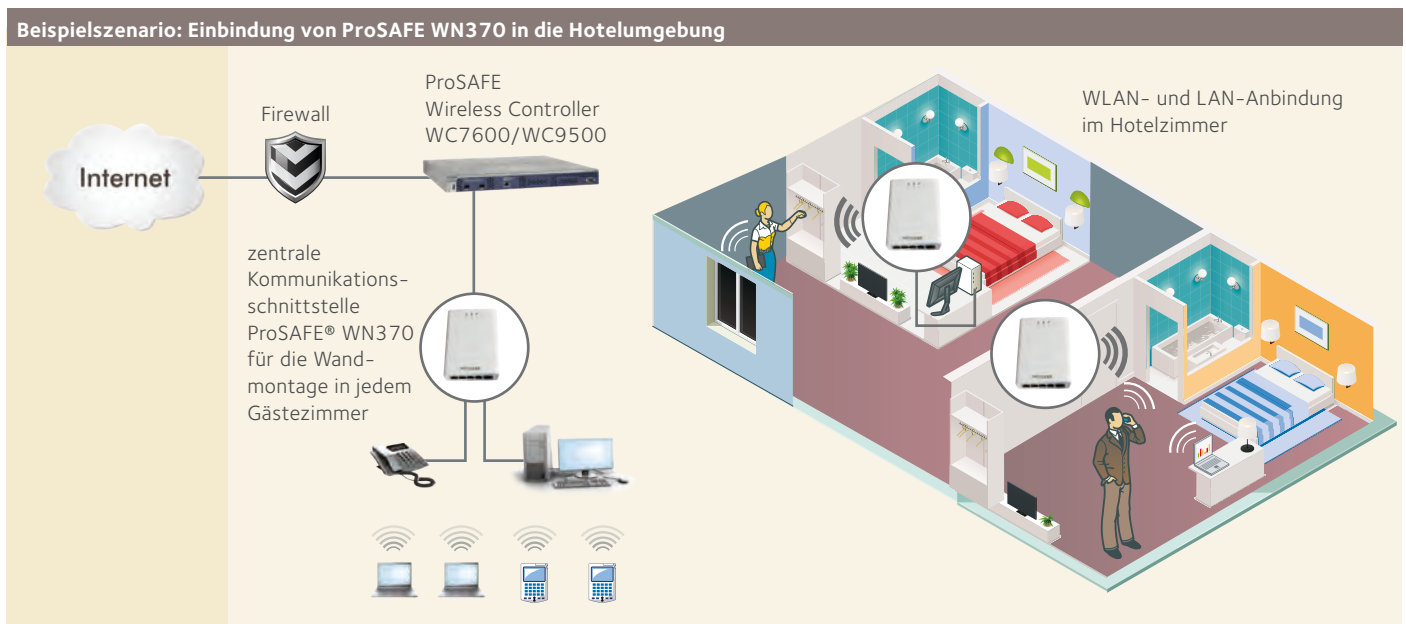 Beispielszenario: Einbindung von ProSAFE WN370 in die Hotelumgebung
Internet
Firewall
ProSAFE
Wireless Controller
WC7600/WC9500
zentrale
Kommunikations-
schnittstelle
ProSAFE® WN370
für die Wand-
montage in jedem
Gästezimmer
WLAN- und LAN-Anbindung
im Hotelzimmer